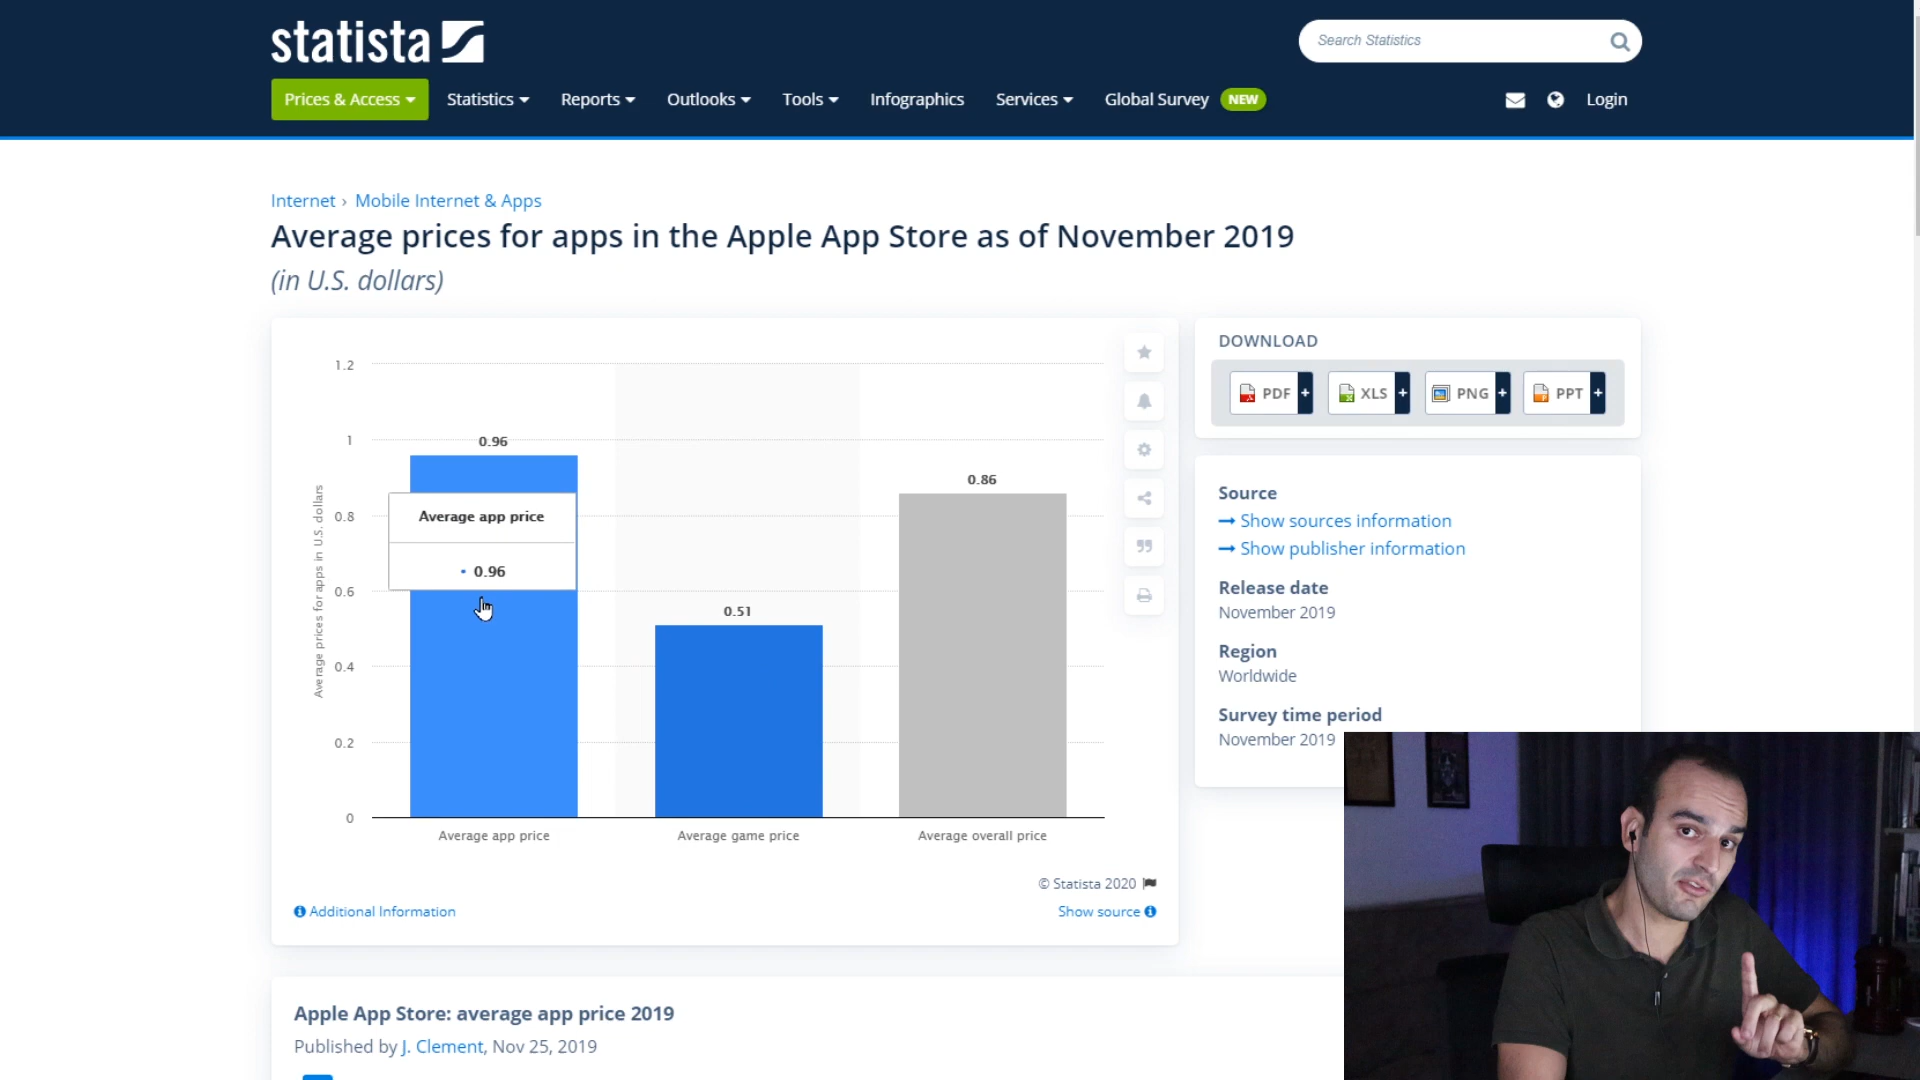 statista
Search Statistics
Prices & Access
Statistics
Reports
Outlooks
Tools
Infographics
Services
Global Survey
NEW
Login
Internet › Mobile Internet & Apps
Average prices for apps in the Apple App Store as of November 2019
(in U.S. dollars)
Average prices for apps in U.S. dollars
1.2
1
0.8
0.6
0.4
0.2
0
0.96
Average app price
• 0.96
0.51
0.86
Average app price
Average game price
Average overall price
© Statista 2020
Additional Information
Show source
DOWNLOAD
PDF +
XLS +
PNG +
PPT +
Source
→ Show sources information
→ Show publisher information
Release date
November 2019
Region
Worldwide
Survey time period
November 2019
Apple App Store: average app price 2019
Published by J. Clement, Nov 25, 2019